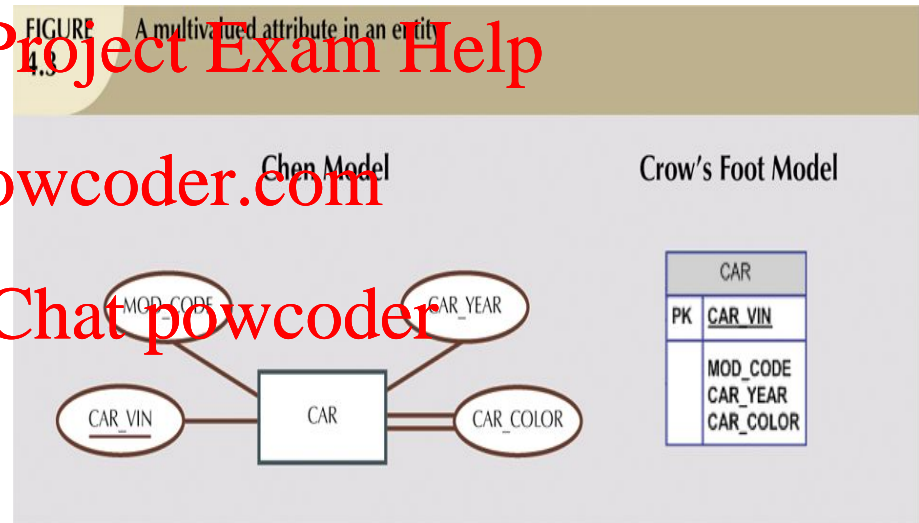 FIGURE 4.3
A multivalued attribute in an entity
Project Exam Help
powcoder.com
Chat powcoder
Chen Model
Crow's Foot Model
MOD_CODE
CAR_YEAR
CAR_VIN
CAR
CAR_COLOR
CAR
PK CAR_VIN
MOD_CODE
CAR_YEAR
CAR_COLOR